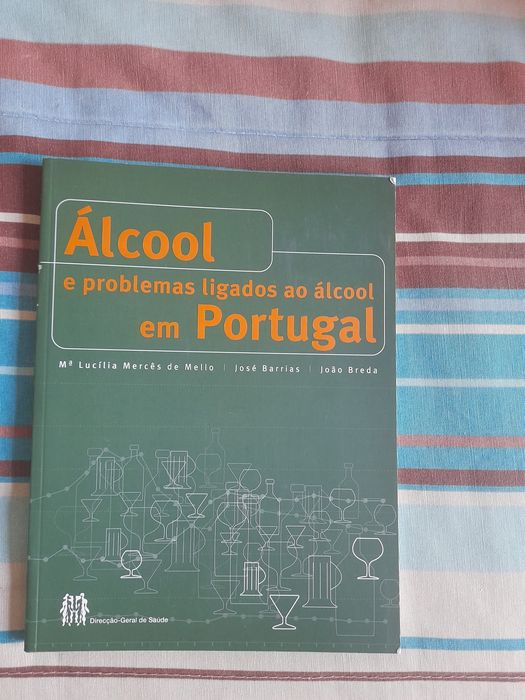 Álcool
e problemas ligados ao álcool
em Portugal
Mª Lucília Mercês de Mello | José Barrias | João Breda
Direcção-Geral de Saúde